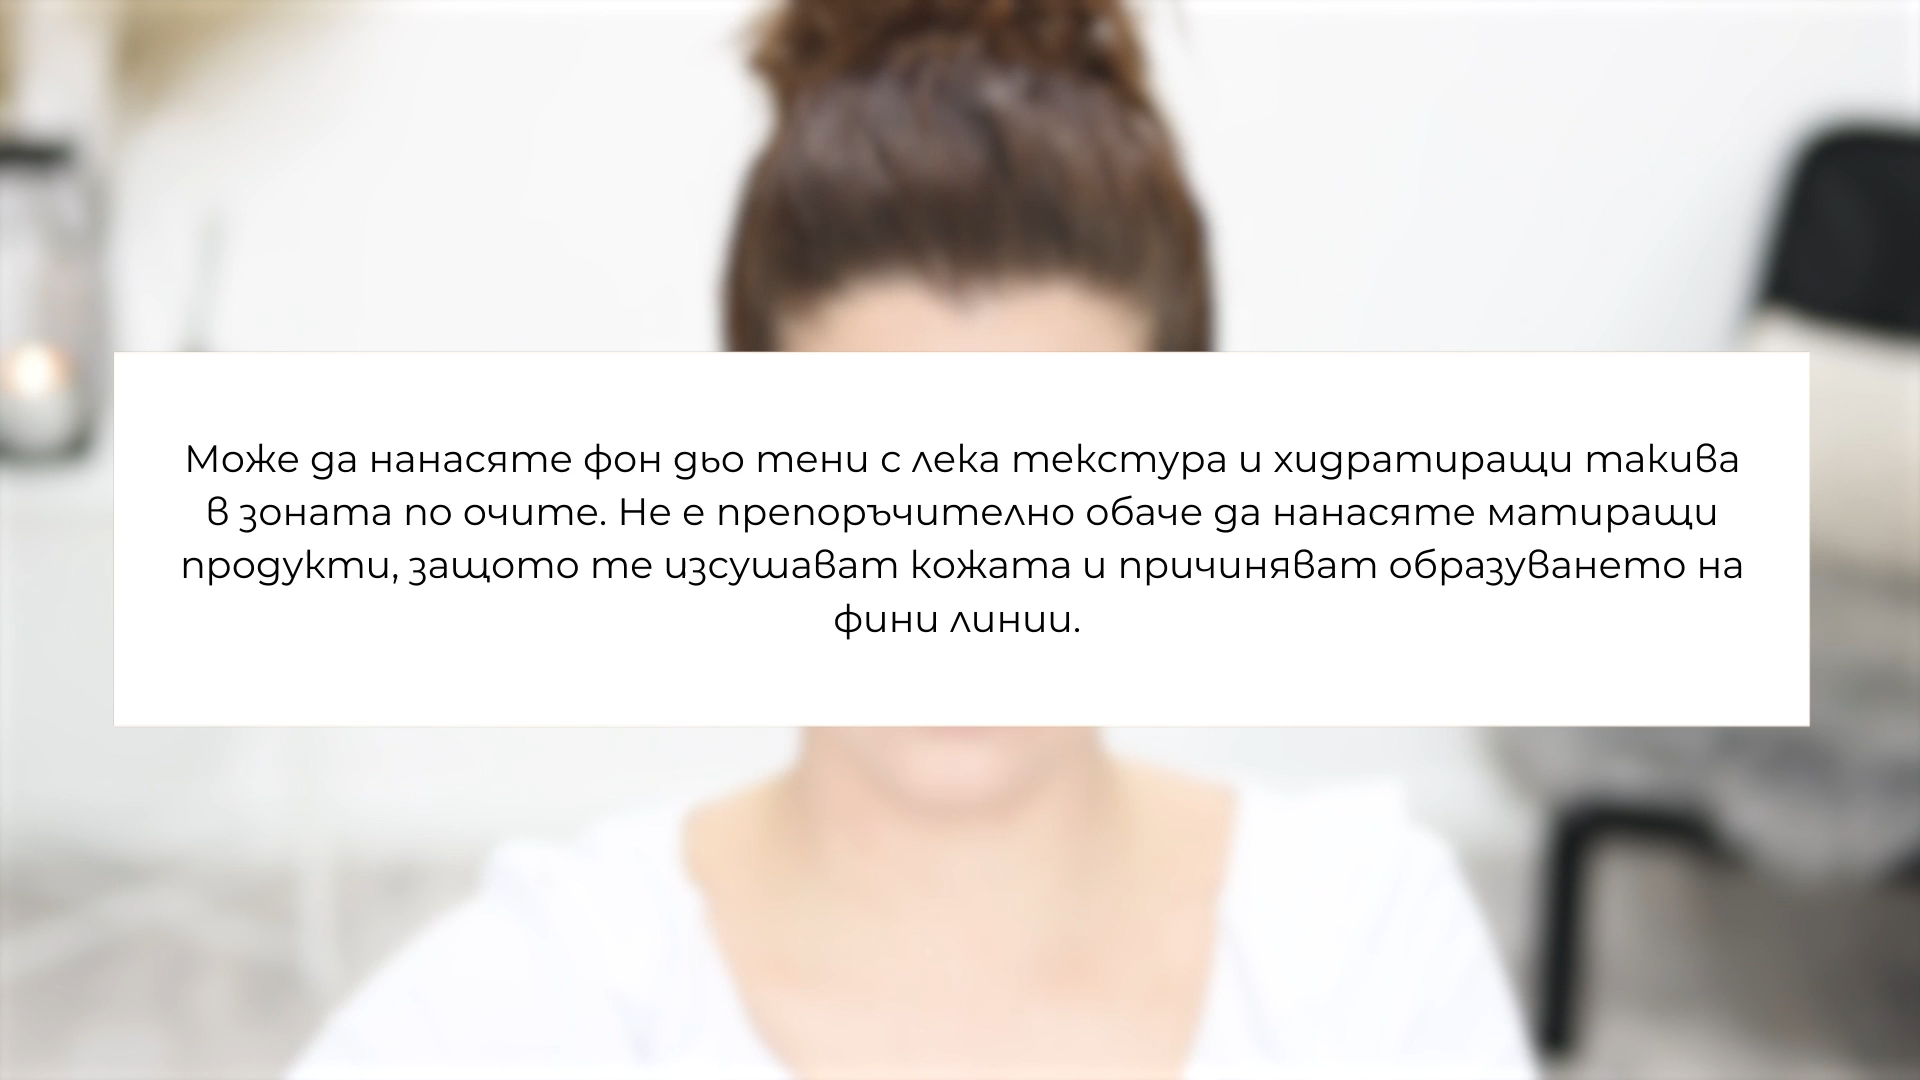 Може да нанасяте фон дьо тени с лека текстура и хидратиращи такива
в зоната по очите. Не е препоръчително обаче да нанасяте матиращи
продукти, защото те изсушават кожата и причиняват образуването на
фини линии.